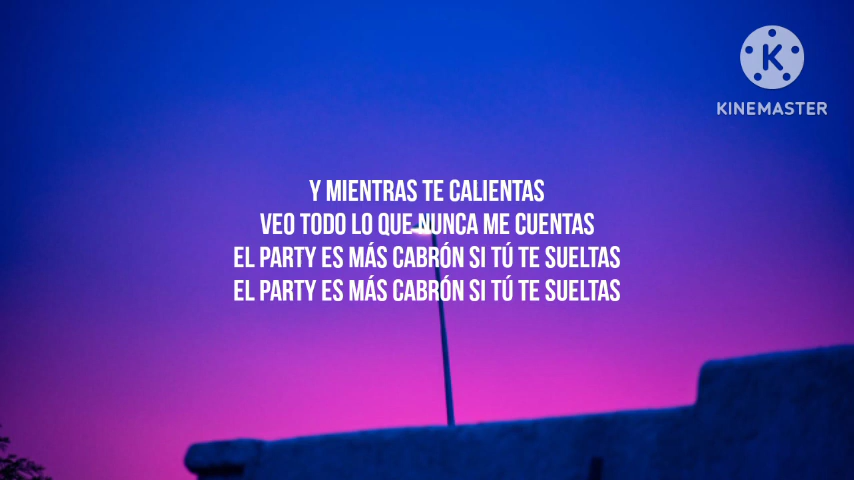 KINEMASTER
Y MIENTRAS TE CALIENTAS
VEO TODO LO QUE NUNCA ME CUENTAS
EL PARTY ES MÁS CABRÓN SI TÚ TE SUELTAS
EL PARTY ES MÁS CABRÓN SI TÚ TE SUELTAS